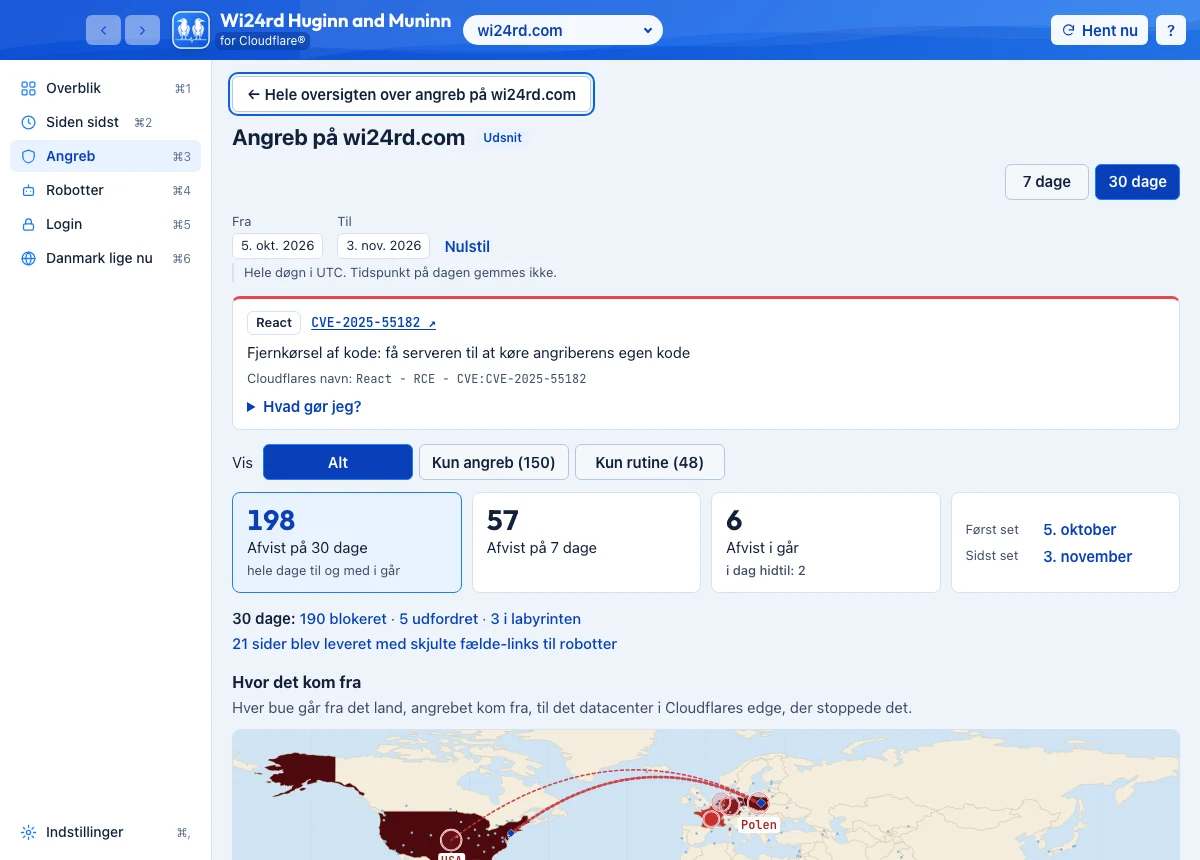 Wi24rd Huginn and Muninn
for Cloudflare®
wi24rd.com
Hent nu
?
Overblik ⌘1
Siden sidst ⌘2
Angreb ⌘3
Robotter ⌘4
Login ⌘5
Danmark lige nu ⌘6
Indstillinger ⌘,
← Hele oversigten over angreb på wi24rd.com
Angreb på wi24rd.com Udsnit
7 dage 30 dage
Fra Til
5. okt. 2026 3. nov. 2026 Nulstil
Hele døgn i UTC. Tidspunkt på dagen gemmes ikke.
React CVE-2025-55182 ↗
Fjernkørsel af kode: få serveren til at køre angriberens egen kode
Cloudflares navn: React - RCE - CVE:CVE-2025-55182
▶ Hvad gør jeg?
Vis Alt Kun angreb (150) Kun rutine (48)
198
Afvist på 30 dage
hele dage til og med i går
57
Afvist på 7 dage
6
Afvist i går
i dag hidtil: 2
Først set 5. oktober
Sidst set 3. november
30 dage: 190 blokeret · 5 udfordret · 3 i labyrinten
21 sider blev leveret med skjulte fælde-links til robotter
Hvor det kom fra
Hver bue går fra det land, angrebet kom fra, til det datacenter i Cloudflares edge, der stoppede det.
Polen
USA